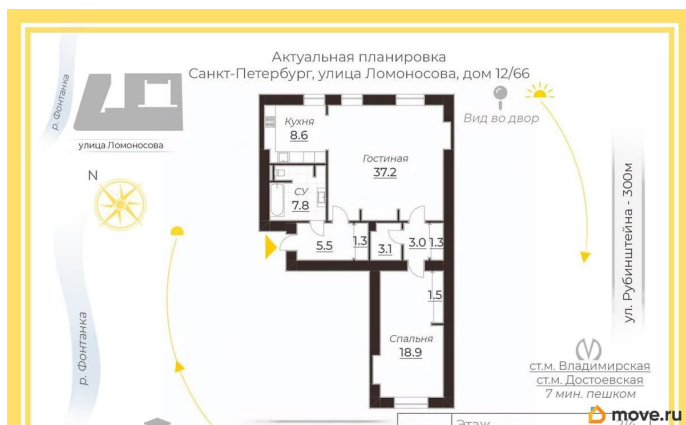 Актуальная планировка
Санкт-Петербург, улица Ломоносова, дом 12/66
р. Фонтанка
улица Ломоносова
Вид во двор
N
Кухня
8.6
Гостиная
37.2
СУ
7.8
5.5
1.3
3.1
3.0
1.3
1.5
Спальня
18.9
р. Фонтанка
ул. Рубинштейна - 300м
ст.м. Владимирская
ст.м. Достоевская
7 мин. пешком
Этаж
move.ru